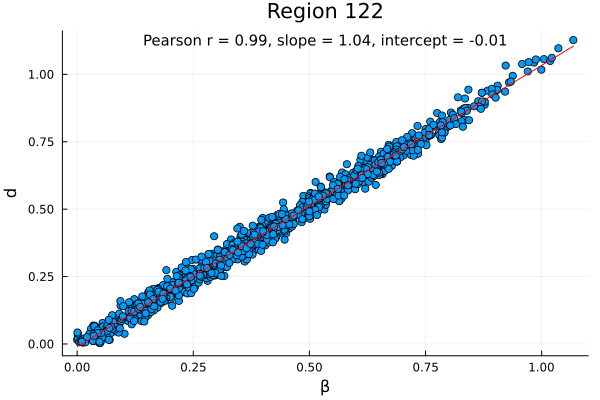 Region 122
Pearson r = 0.99, slope = 1.04, intercept = -0.01
1.00
0.75
d
0.50
0.25
0.00
0.00 0.25 0.50 0.75 1.00
β